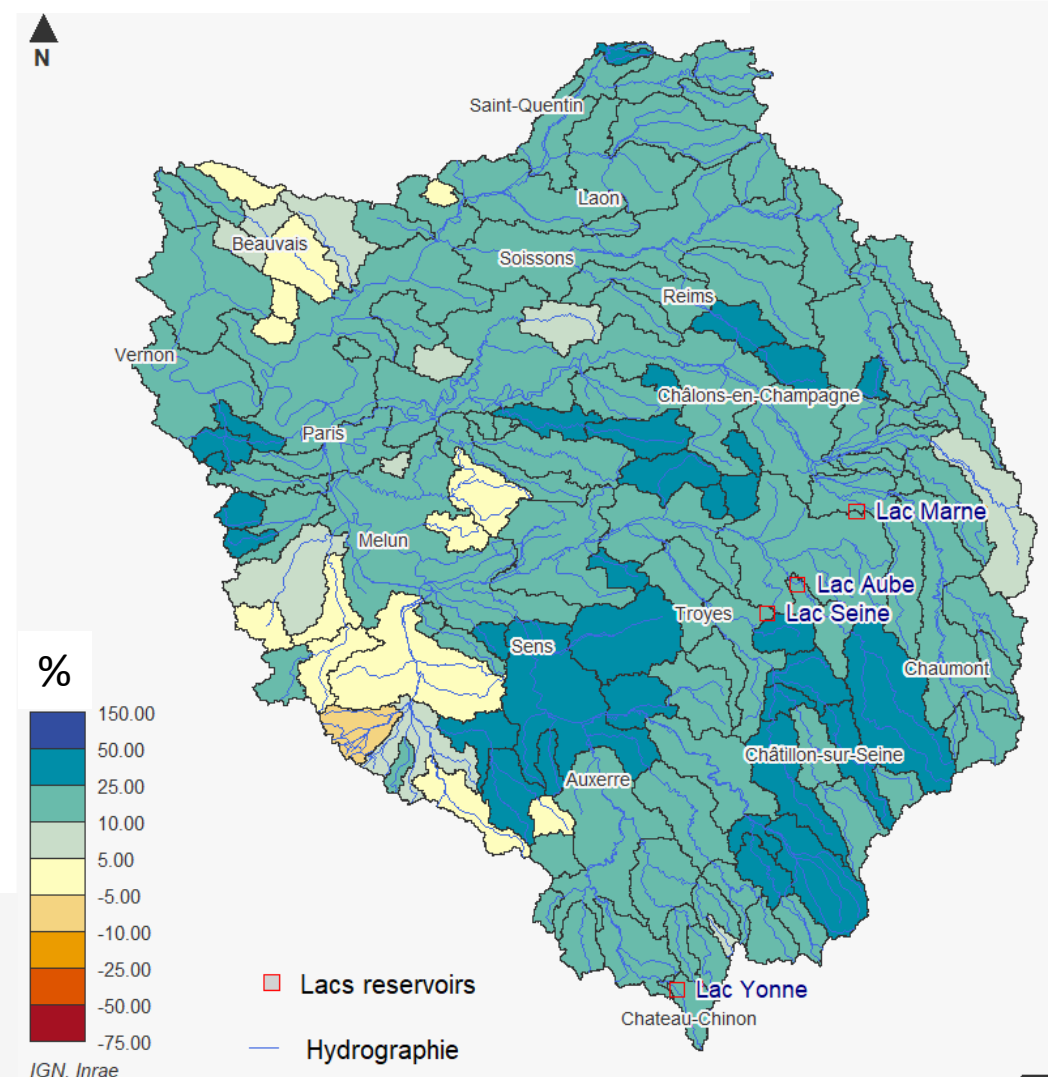 N
Saint-Quentin
Laon
Beauvais
Soissons
Reims
Vernon
Châlons-en-Champagne
Paris
Lac Marne
Melun
Lac Aube
Troyes
Lac Seine
Sens
Chaumont
%
150.00
50.00
25.00
10.00
5.00
-5.00
-10.00
-25.00
-50.00
-75.00
Châtillon-sur-Seine
Auxerre
Lacs reservoirs
Lac Yonne
Chateau-Chinon
Hydrographie
IGN, Inrae